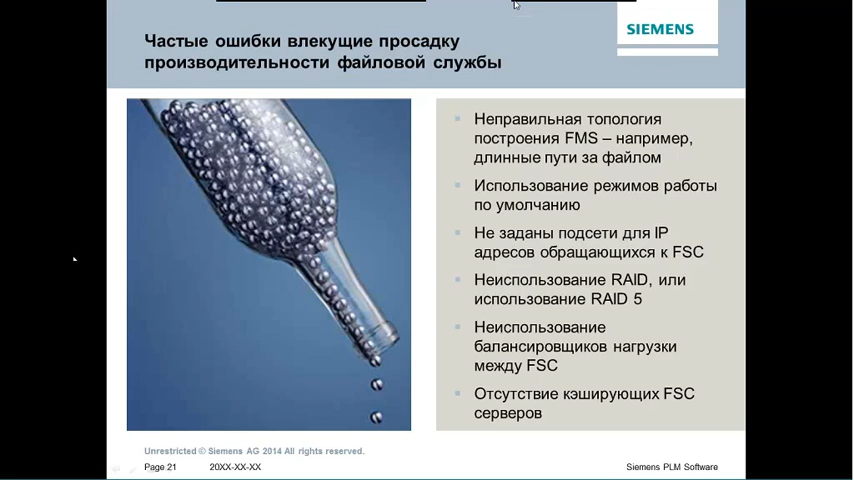 Частые ошибки влекущие просадку
производительности файловой службы
SIEMENS
Неправильная топология
построения FMS – например,
длинные пути за файлом
Использование режимов работы
по умолчанию
Не заданы подсети для IP
адресов обращающихся к FSC
Неиспользование RAID, или
использование RAID 5
Неиспользование
балансировщиков нагрузки
между FSC
Отсутствие кэширующих FSC
серверов
Unrestricted © Siemens AG 2014 All rights reserved.
Page 21 20XX-XX-XX Siemens PLM Software